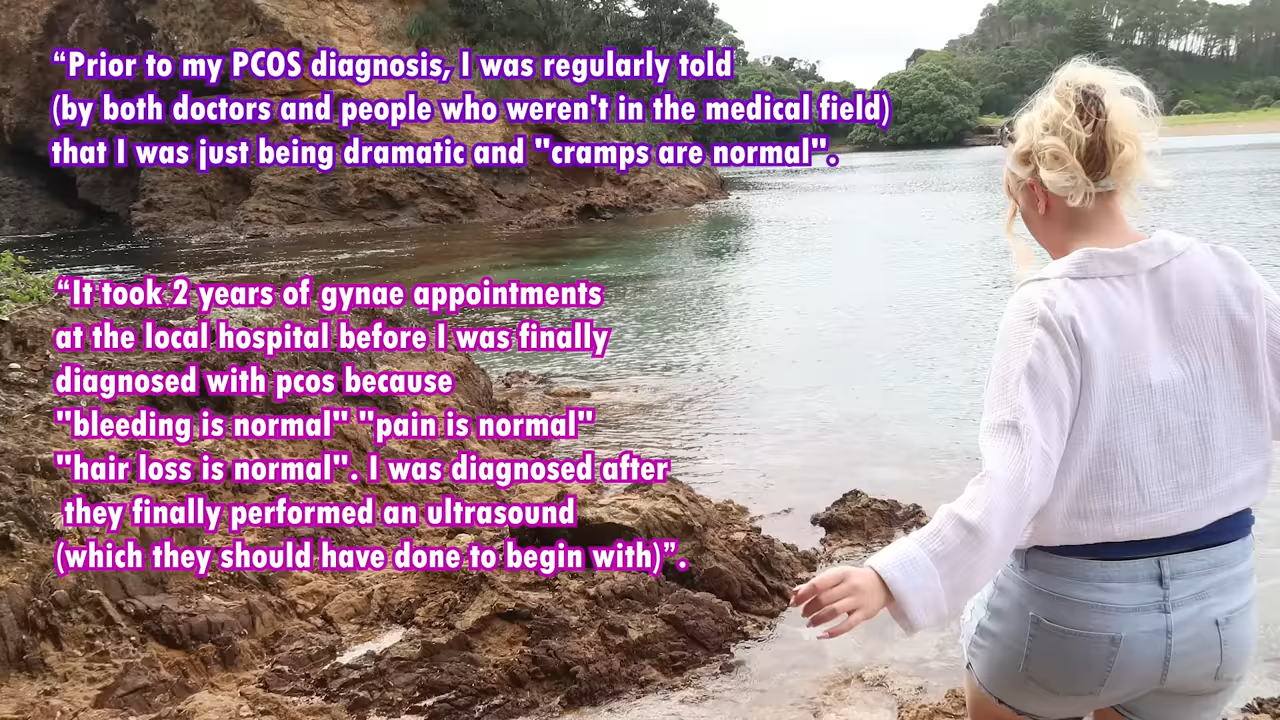 “Prior to my PCOS diagnosis, I was regularly told
(by both doctors and people who weren't in the medical field)
that I was just being dramatic and "cramps are normal".
“It took 2 years of gynae appointments
at the local hospital before I was finally
diagnosed with pcos because
"bleeding is normal" "pain is normal"
"hair loss is normal". I was diagnosed after
they finally performed an ultrasound
(which they should have done to begin with)”.